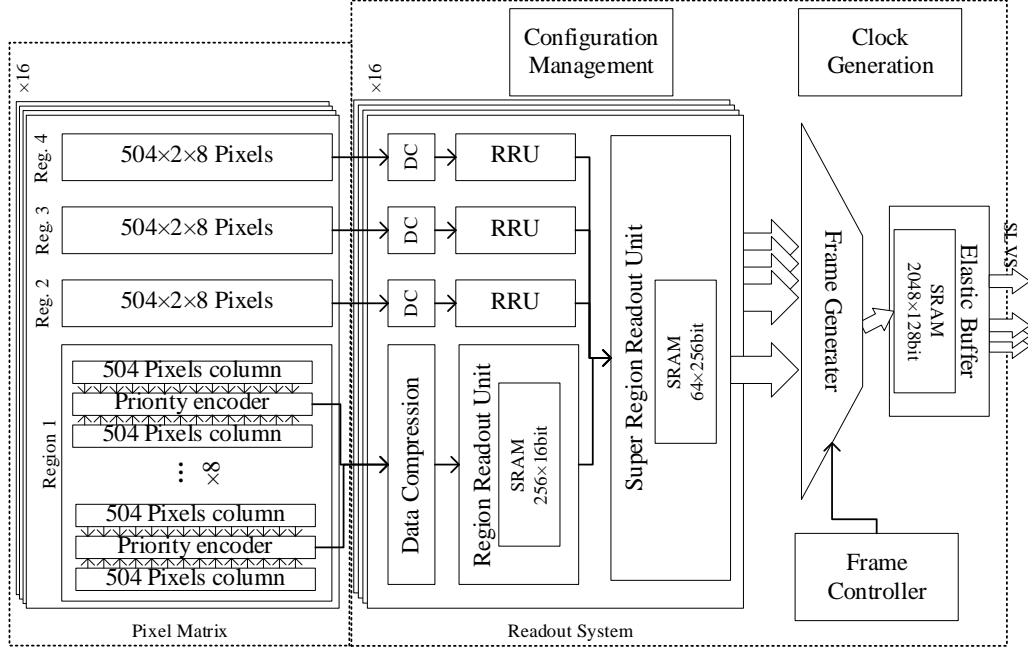 Configuration
Management
Clock
Generation
×16
×16
Reg. 4
504×2×8 Pixels
DC
RRU
Reg. 3
504×2×8 Pixels
DC
RRU
Reg. 2
504×2×8 Pixels
DC
RRU
Region 1
504 Pixels column
Priority encoder
504 Pixels column
...
×8
504 Pixels column
Priority encoder
504 Pixels column
Data Compression
Region Readout Unit
SRAM
256×16bit
Super Region Readout Unit
SRAM
64×256bit
Frame Generater
Elastic Buffer
SRAM
2048×128bit
SLVS
Frame
Controller
Pixel Matrix
Readout System